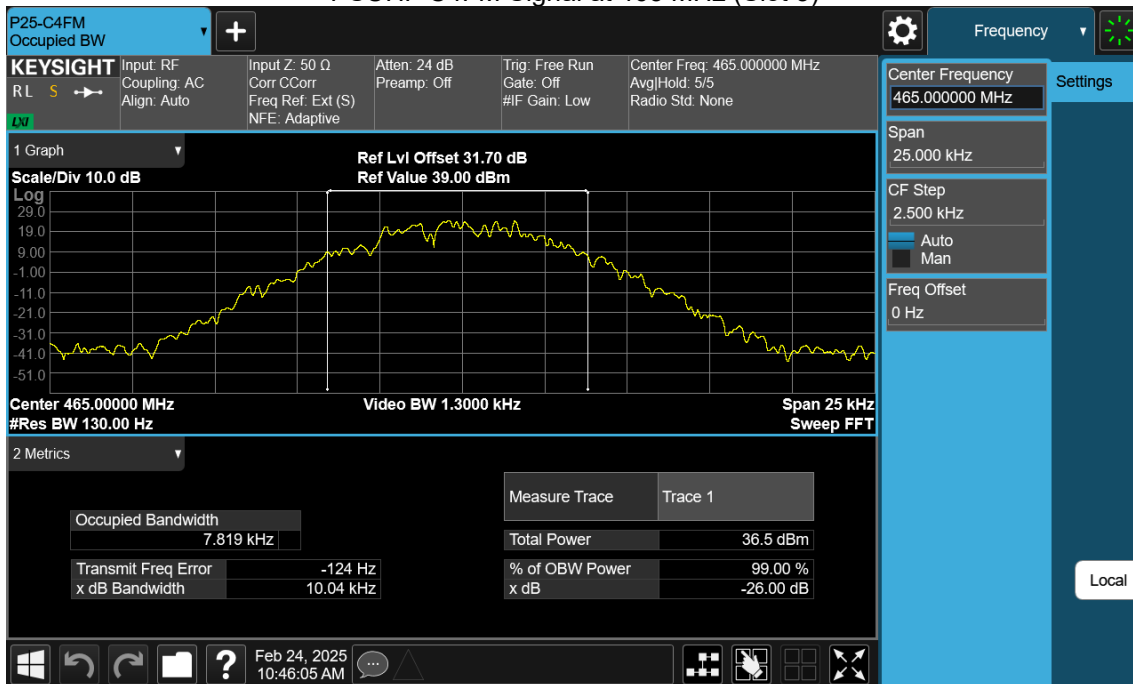 P25-C4FM
Occupied BW
+
Frequency
KEYSIGHT
RL S
LXI
Input: RF
Coupling: AC
Align: Auto
Input Z: 50 Ω
Corr CCorr
Freq Ref: Ext (S)
NFE: Adaptive
Atten: 24 dB
Preamp: Off
Trig: Free Run
Gate: Off
#IF Gain: Low
Center Freq: 465.000000 MHz
Avg|Hold: 5/5
Radio Std: None
Center Frequency
465.000000 MHz
Settings
Span
25.000 kHz
CF Step
2.500 kHz
Auto
Man
Freq Offset
0 Hz
1 Graph
Scale/Div 10.0 dB
Ref Lvl Offset 31.70 dB
Ref Value 39.00 dBm
Log
29.0
19.0
9.00
-1.00
-11.0
-21.0
-31.0
-41.0
-51.0
Center 465.00000 MHz
#Res BW 130.00 Hz
Video BW 1.3000 kHz
Span 25 kHz
Sweep FFT
2 Metrics
Measure Trace Trace 1
Occupied Bandwidth
7.819 kHz
Total Power 36.5 dBm
Transmit Freq Error -124 Hz
% of OBW Power 99.00 %
x dB Bandwidth 10.04 kHz
x dB -26.00 dB
Local
?
Feb 24, 2025
10:46:05 AM